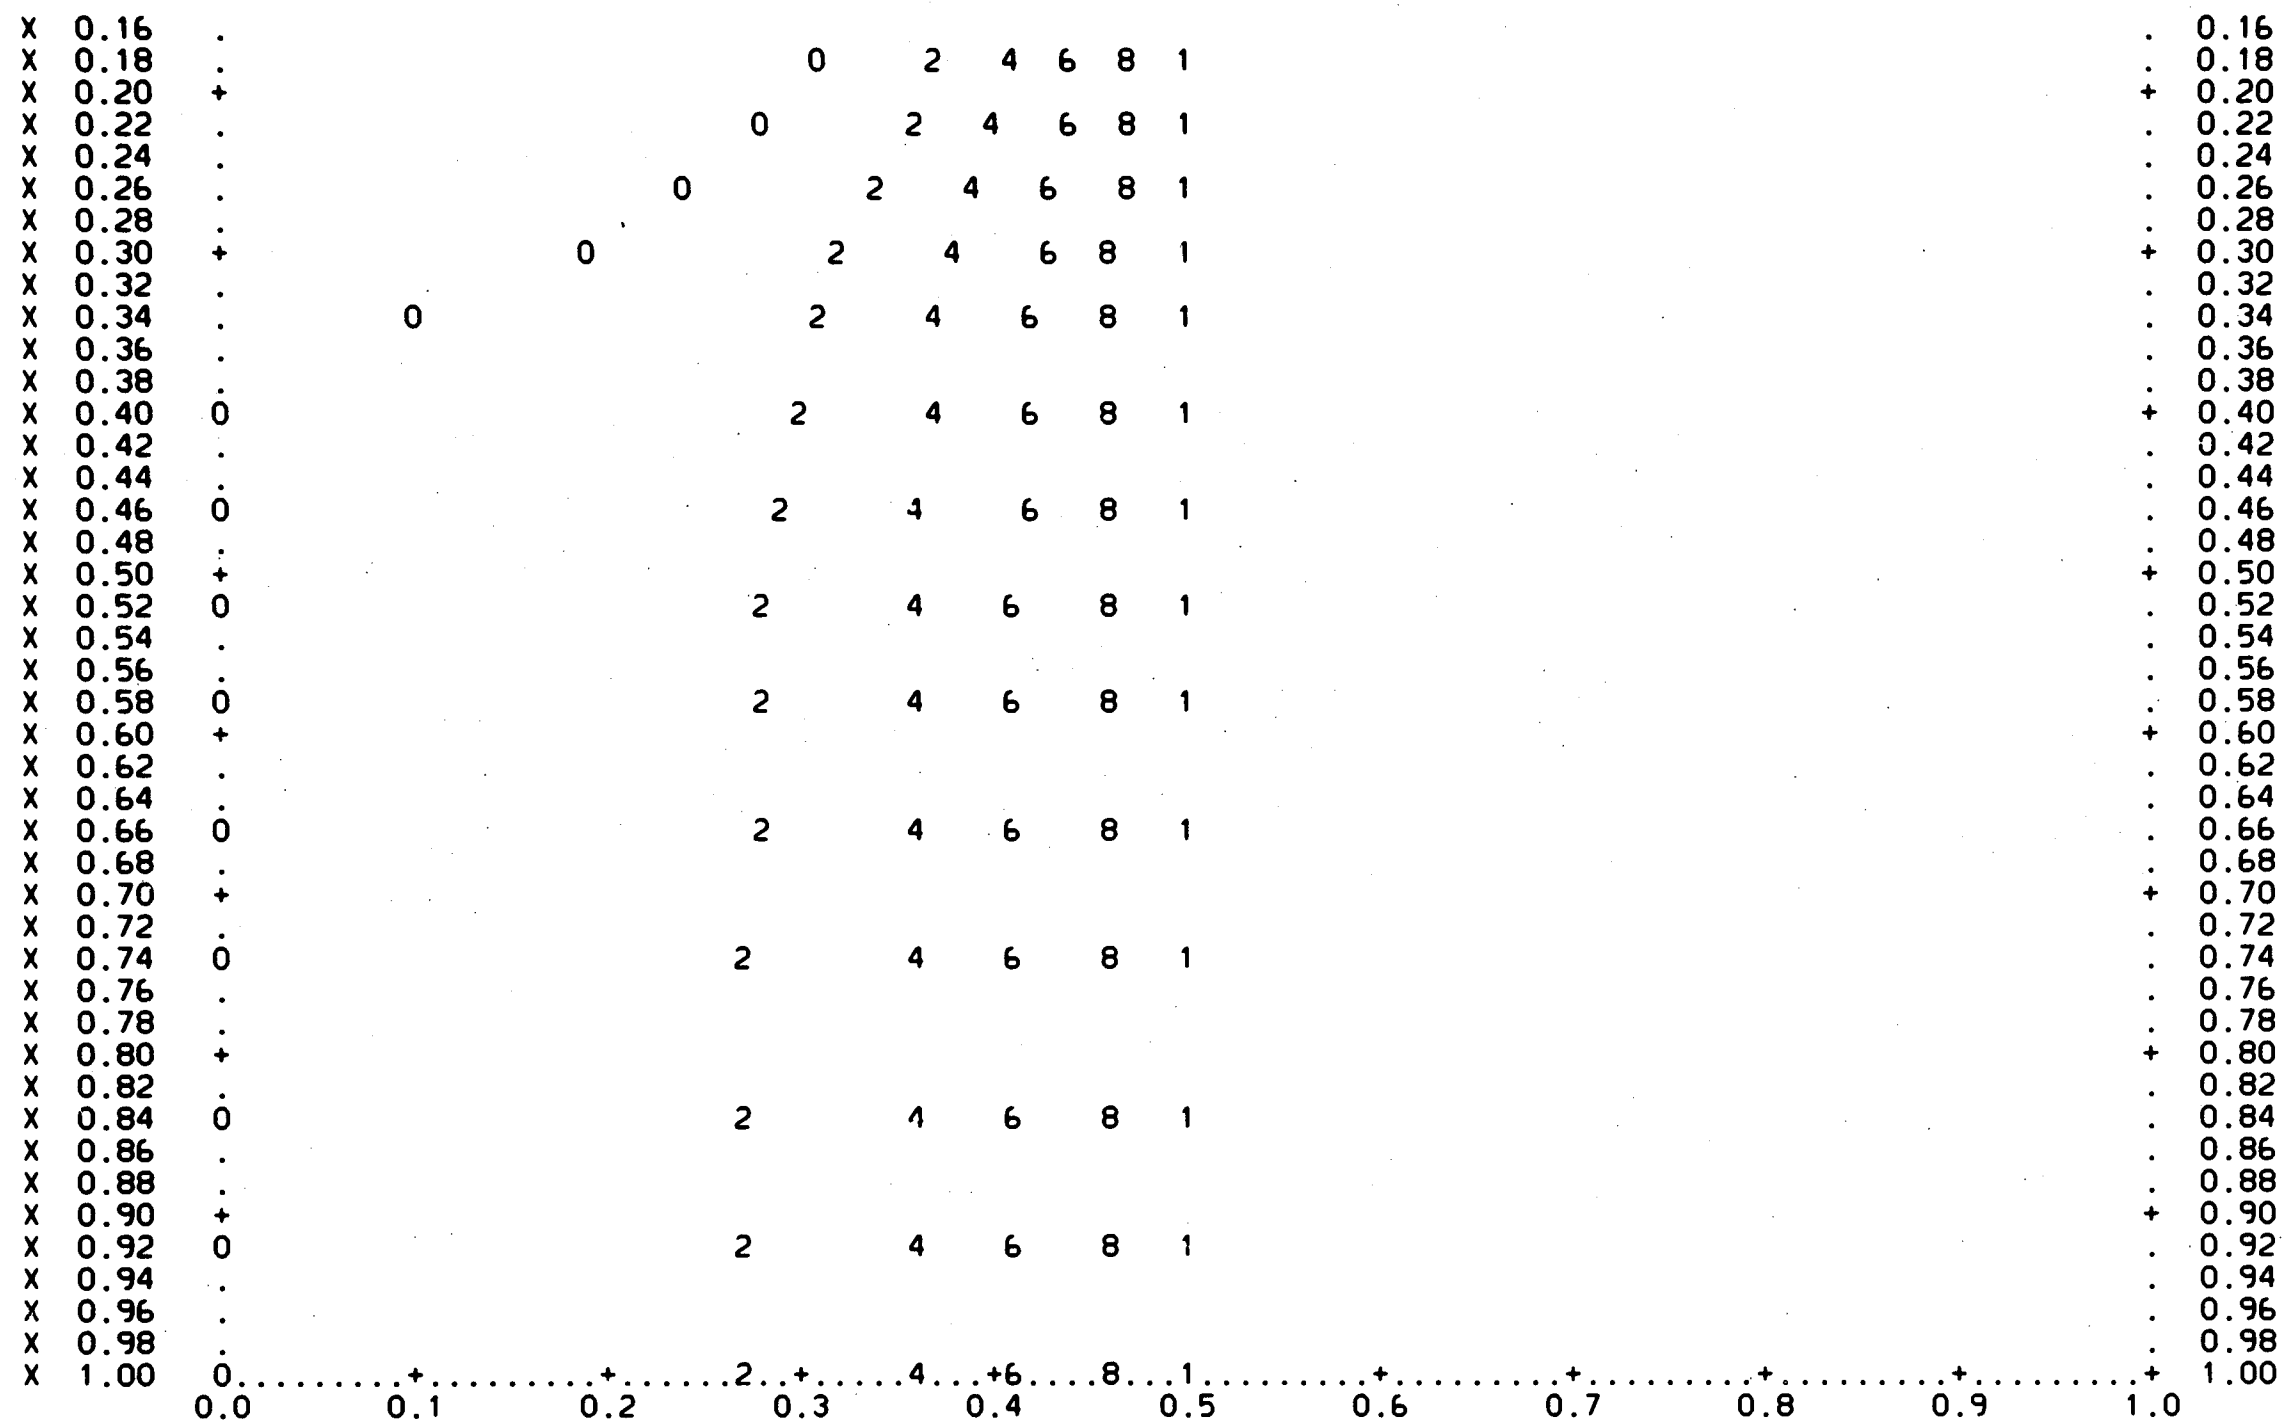 X 0.16 . . 0.16
X 0.18 . 0 2 4 6 8 1 . 0.18
X 0.20 + + 0.20
X 0.22 . 0 2 4 6 8 1 . 0.22
X 0.24 . . 0.24
X 0.26 . 0 2 4 6 8 1 . 0.26
X 0.28 . . 0.28
X 0.30 + 0 2 4 6 8 1 + 0.30
X 0.32 . . 0.32
X 0.34 . 0 2 4 6 8 1 . 0.34
X 0.36 . . 0.36
X 0.38 . . 0.38
X 0.40 0 2 4 6 8 1 + 0.40
X 0.42 . . 0.42
X 0.44 . . 0.44
X 0.46 0 2 4 6 8 1 . 0.46
X 0.48 . . 0.48
X 0.50 + + 0.50
X 0.52 0 2 4 6 8 1 . 0.52
X 0.54 . . 0.54
X 0.56 . . 0.56
X 0.58 0 2 4 6 8 1 . 0.58
X 0.60 + + 0.60
X 0.62 . . 0.62
X 0.64 . . 0.64
X 0.66 0 2 4 6 8 1 . 0.66
X 0.68 . . 0.68
X 0.70 + + 0.70
X 0.72 . . 0.72
X 0.74 0 2 4 6 8 1 . 0.74
X 0.76 . . 0.76
X 0.78 . . 0.78
X 0.80 + + 0.80
X 0.82 . . 0.82
X 0.84 0 2 4 6 8 1 . 0.84
X 0.86 . . 0.86
X 0.88 . . 0.88
X 0.90 + + 0.90
X 0.92 0 2 4 6 8 1 . 0.92
X 0.94 . . 0.94
X 0.96 . . 0.96
X 0.98 . . 0.98
X 1.00 0.........+.........+......2..+.....4...+6....8...1.........+.........+.........+.........+.........+ 1.00
0.0 0.1 0.2 0.3 0.4 0.5 0.6 0.7 0.8 0.9 1.0